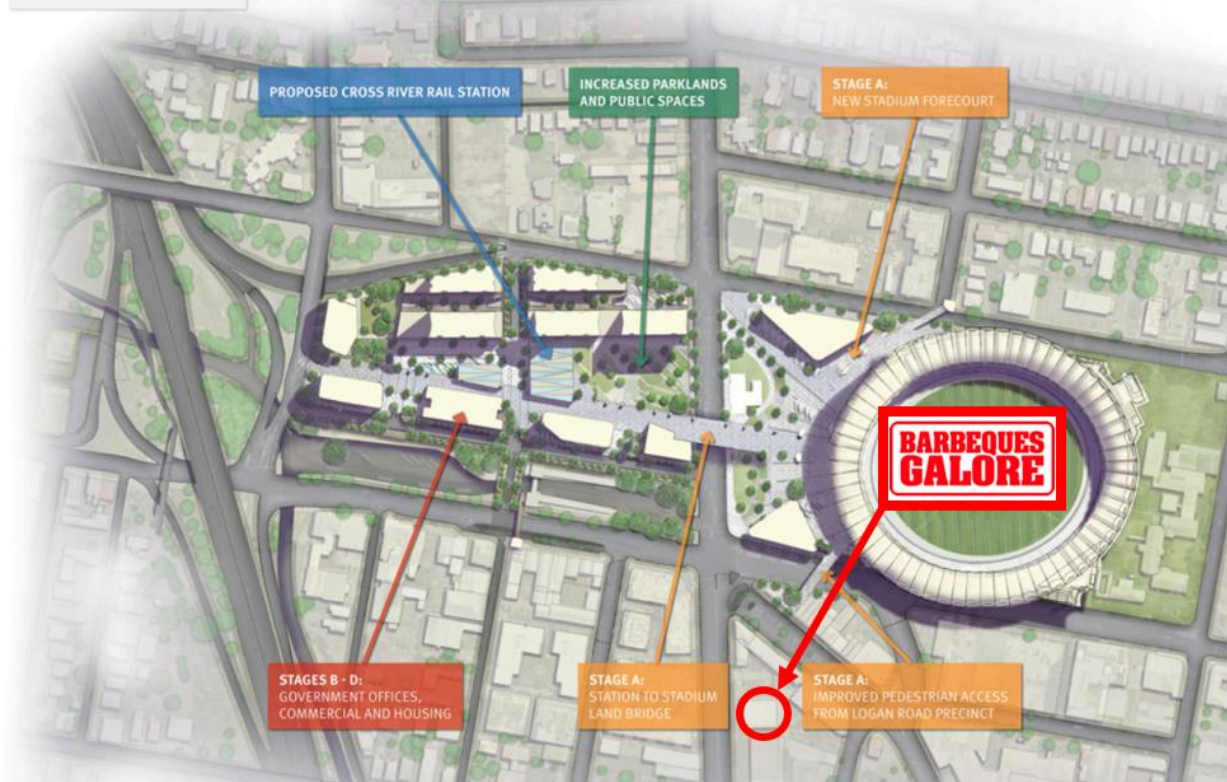 PROPOSED CROSS RIVER RAIL STATION
INCREASED PARKLANDS
AND PUBLIC SPACES
STAGE A:
NEW STADIUM FORECOURT
BARBEQUES
GALORE
STAGES B - D:
GOVERNMENT OFFICES,
COMMERCIAL AND HOUSING
STAGE A:
STATION TO STADIUM
LAND BRIDGE
STAGE A:
IMPROVED PEDESTRIAN ACCESS
FROM LOGAN ROAD PRECINCT